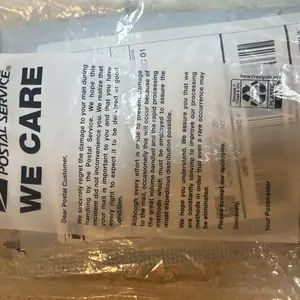 POSTAL SERVICE®
WE CARE
Dear Postal Customer:
We sincerely regret the damage to your mail during
handling by the Postal Service. We hope this
incident did not inconvenience you. We realize that
your mail is important to you and that you have
a right to expect it to be delivered in good
condition.
Although every effort is made to prevent damage
to the mail, occasionally this will occur because of
the great volume handled and the rapid processing
methods which must be employed to assure the
most expeditious distribution possible.
We hope you understand. We assure you that we
are constantly striving to improve our processing
methods in order that even a rare occurrence may
be eliminated.
Please accept our apologies.
Sincerely,
Your Postmaster
how2recycle.info
01